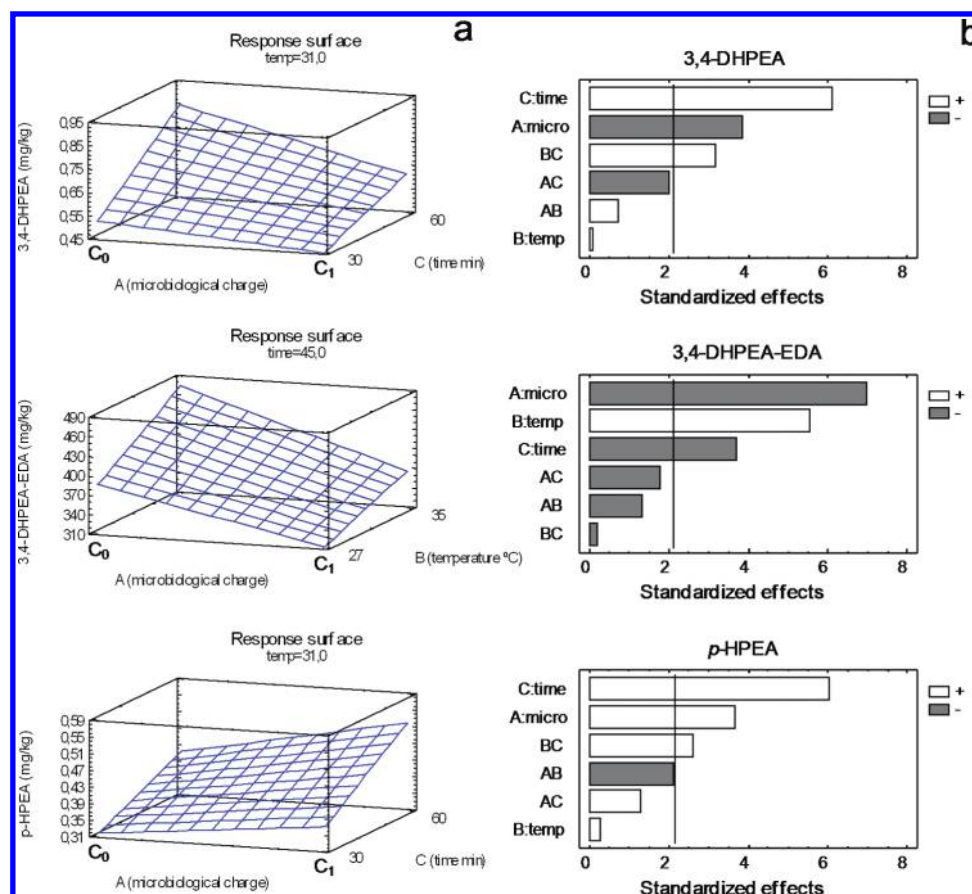 a
b
Response surface
temp=31,0
3,4-DHPEA (mg/kg)
0,95
0,85
0,75
0,65
0,55
0,45
C0
C1
30
60
A (microbiological charge)
C (time min)
3,4-DHPEA
C:time
A:micro
BC
AC
AB
B:temp
+
-
0 2 4 6 8
Standardized effects
Response surface
time=45,0
3,4-DHPEA-EDA (mg/kg)
490
460
430
400
370
340
310
C0
C1
27
35
A (microbiological charge)
B (temperature ºC)
3,4-DHPEA-EDA
A:micro
B:temp
C:time
AC
AB
BC
+
-
0 2 4 6 8
Standardized effects
Response surface
temp=31,0
p-HPEA (mg/kg)
0,59
0,55
0,51
0,47
0,43
0,39
0,35
0,31
C0
C1
30
60
A (microbiological charge)
C (time min)
p-HPEA
C:time
A:micro
BC
AB
AC
B:temp
+
-
0 2 4 6 8
Standardized effects